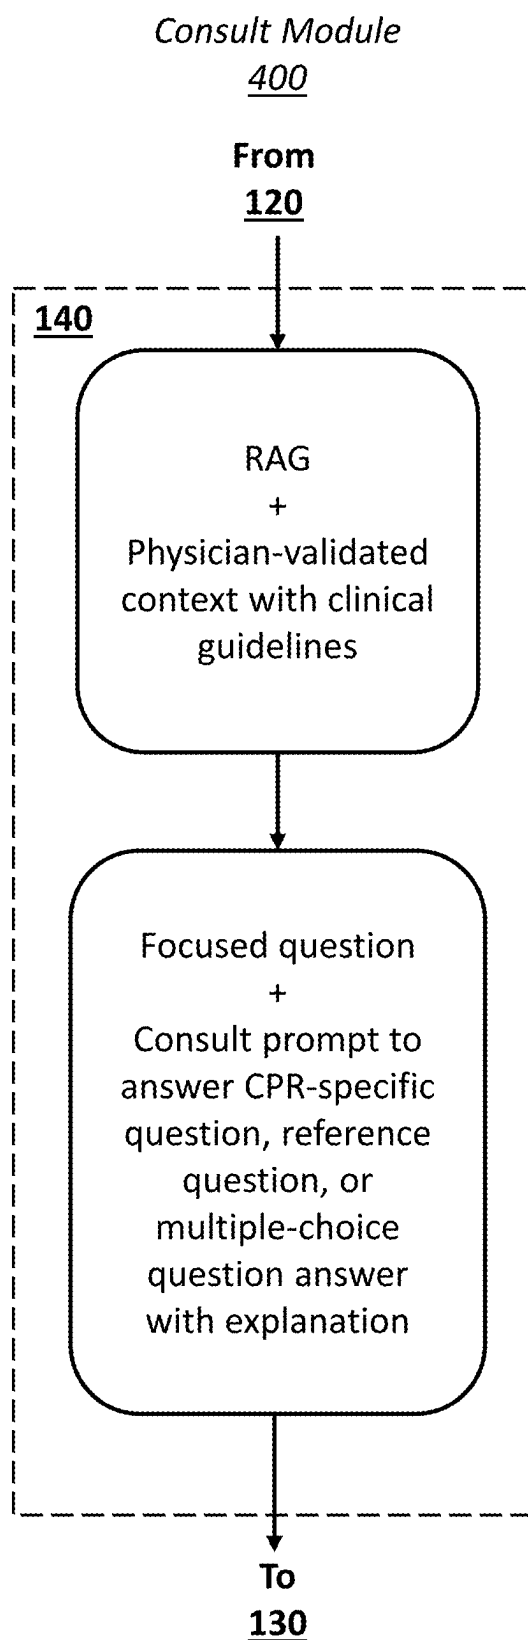 Consult Module
400
From
120
140
RAG
+
Physician-validated
context with clinical
guidelines
Focused question
+
Consult prompt to
answer CPR-specific
question, reference
question, or
multiple-choice
question answer
with explanation
To
130